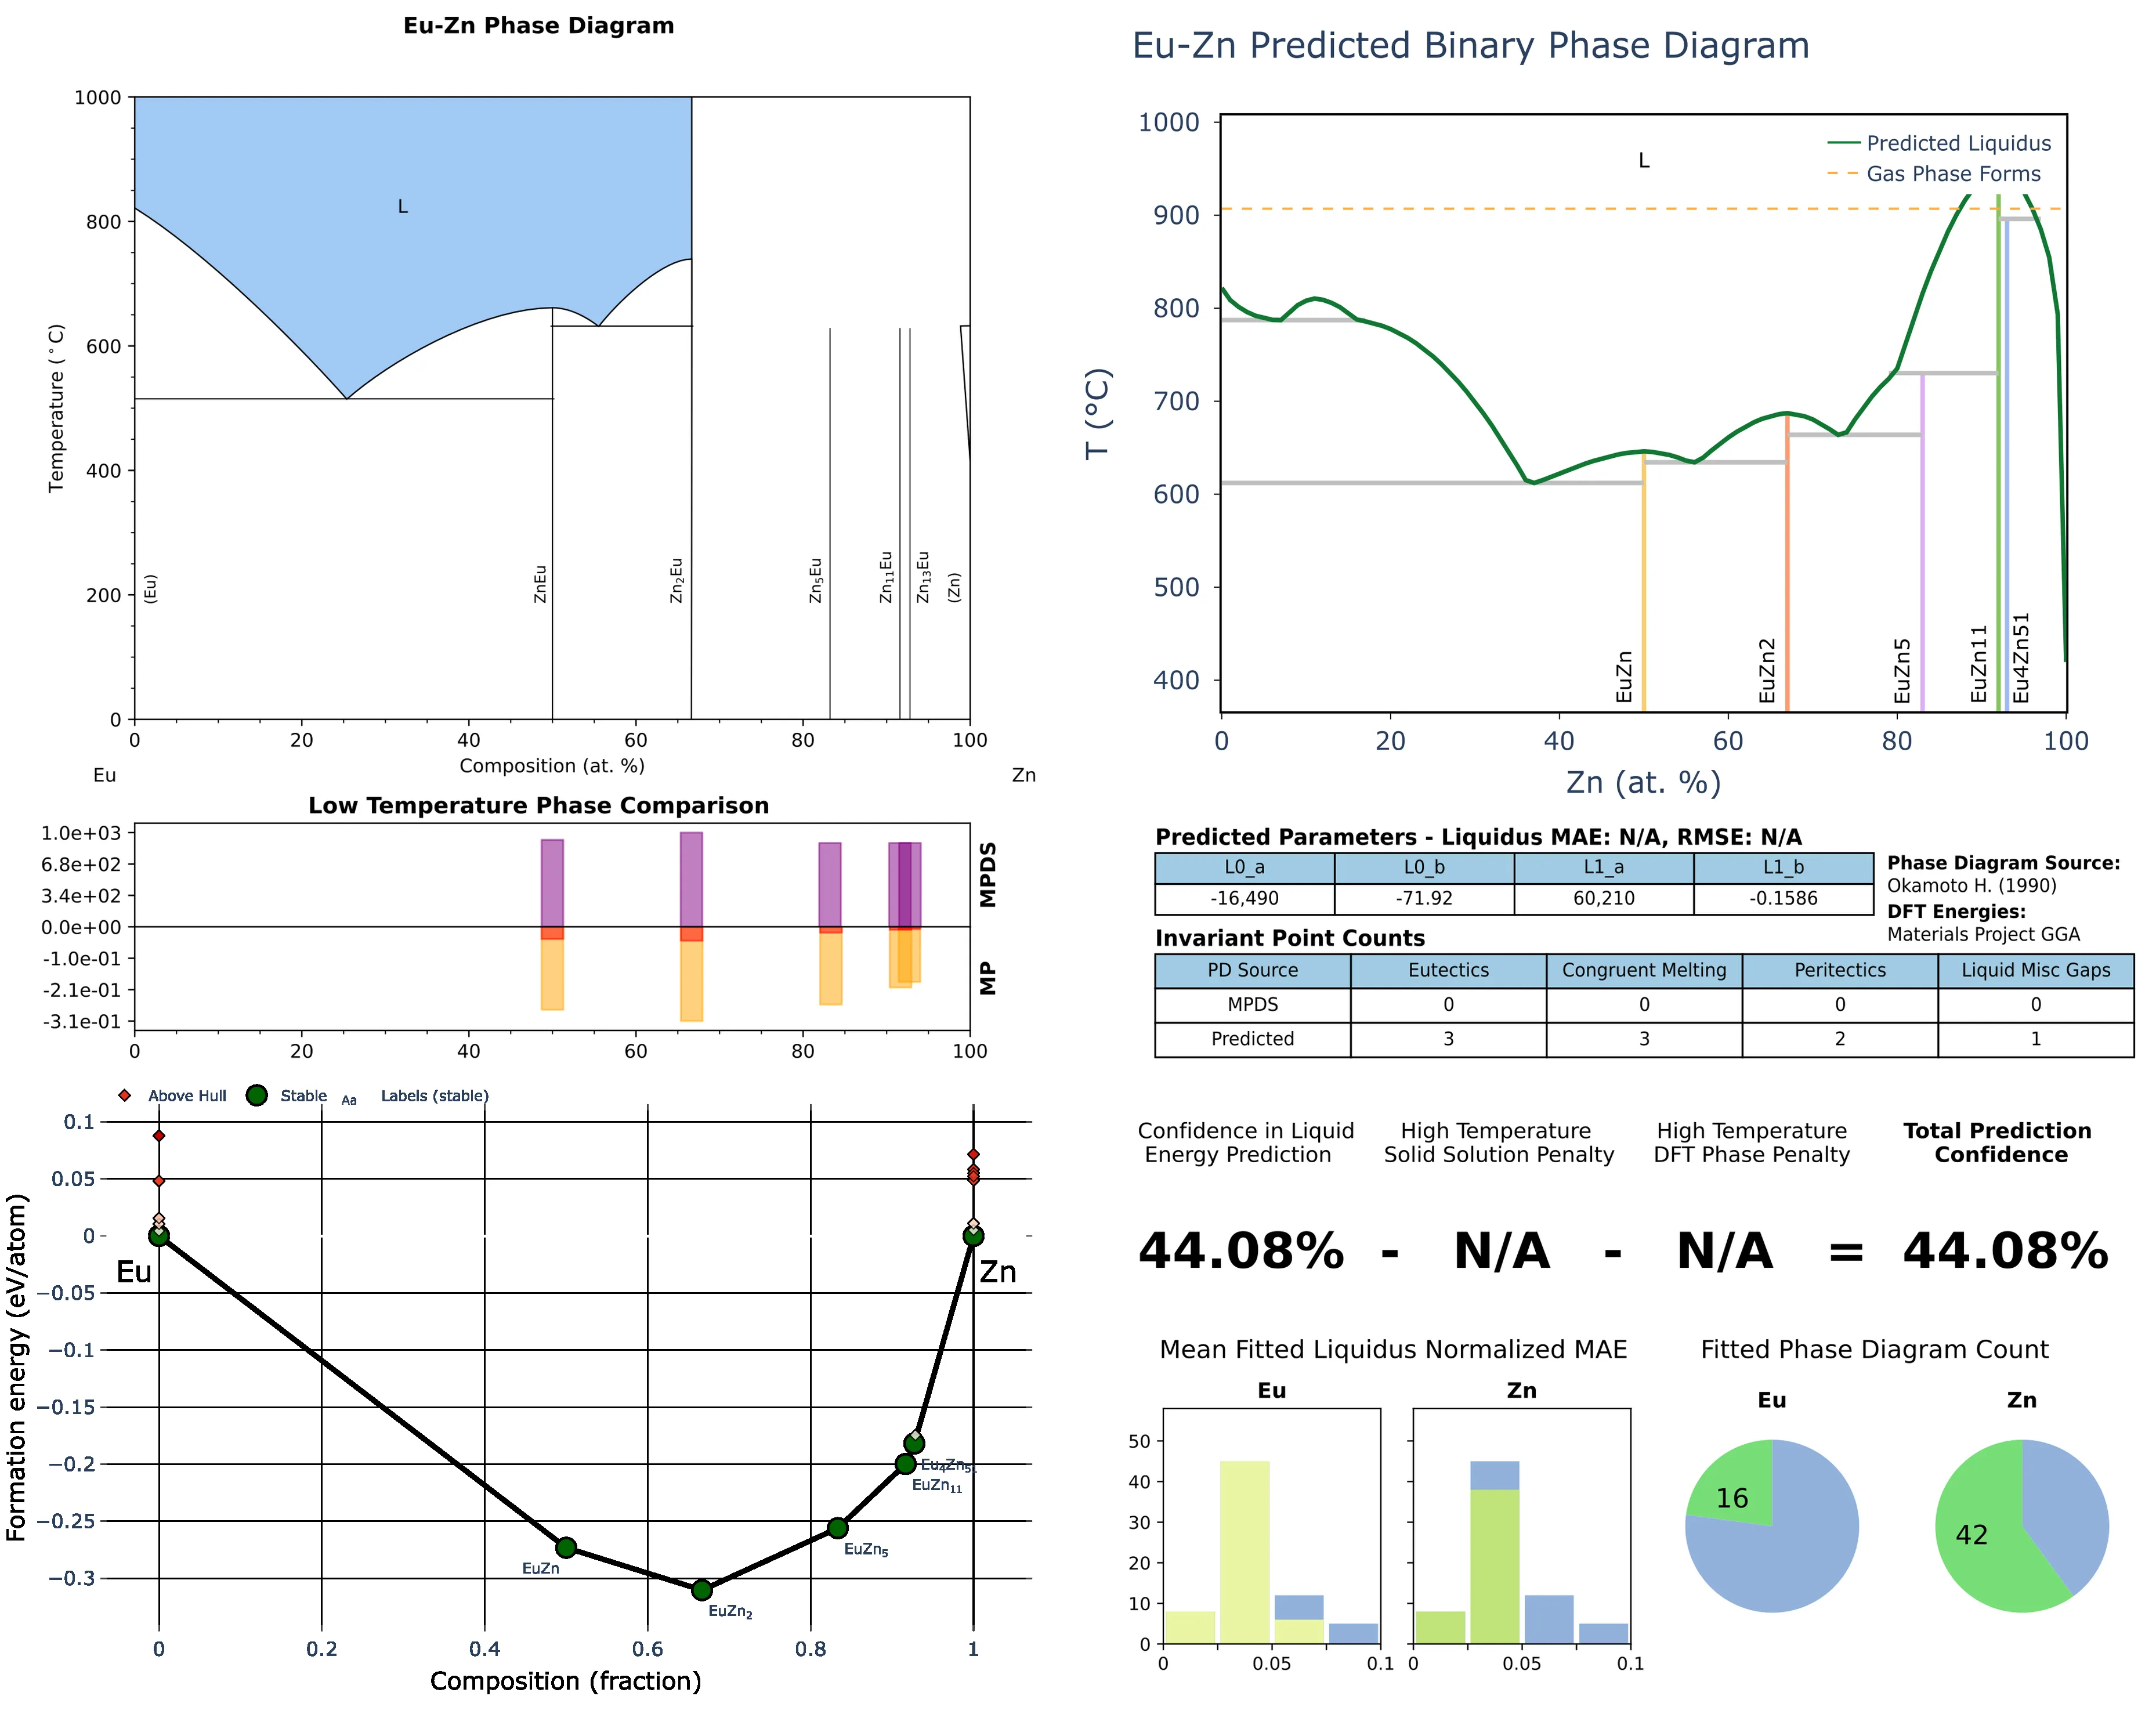 Eu-Zn Phase Diagram
1000
800
600
400
200
0
Temperature (°C)
L
(Eu)
ZnEu
Zn₂Eu
Zn₅Eu
Zn₁₁Eu
Zn₁₃Eu
(Zn)
0 20 40 60 80 100
Composition (at. %)
Eu Zn
Low Temperature Phase Comparison
1.0e+03
6.8e+02
3.4e+02
0.0e+00
-1.0e-01
-2.1e-01
-3.1e-01
MPDS
MP
0 20 40 60 80 100
Above Hull Stable Aa Labels (stable)
0.1
0.05
0
−0.05
−0.1
−0.15
−0.2
−0.25
−0.3
Formation energy (eV/atom)
Eu
Zn
Eu₄Zn₅₁
EuZn₁₁
EuZn₅
EuZn
EuZn₂
0 0.2 0.4 0.6 0.8 1
Composition (fraction)
Eu-Zn Predicted Binary Phase Diagram
1000
900
800
700
600
500
400
T (°C)
L
Predicted Liquidus
Gas Phase Forms
EuZn
EuZn2
EuZn5
EuZn11
Eu4Zn51
0 20 40 60 80 100
Zn (at. %)
Predicted Parameters - Liquidus MAE: N/A, RMSE: N/A
L0_a L0_b L1_a L1_b
-16,490 -71.92 60,210 -0.1586
Phase Diagram Source:
Okamoto H. (1990)
DFT Energies:
Materials Project GGA
Invariant Point Counts
PD Source Eutectics Congruent Melting Peritectics Liquid Misc Gaps
MPDS 0 0 0 0
Predicted 3 3 2 1
Confidence in Liquid
Energy Prediction
High Temperature
Solid Solution Penalty
High Temperature
DFT Phase Penalty
Total Prediction
Confidence
44.08% - N/A - N/A = 44.08%
Mean Fitted Liquidus Normalized MAE
Eu
Zn
50
40
30
20
10
0
0 0.05 0.1
0 0.05 0.1
Fitted Phase Diagram Count
Eu
Zn
16
42